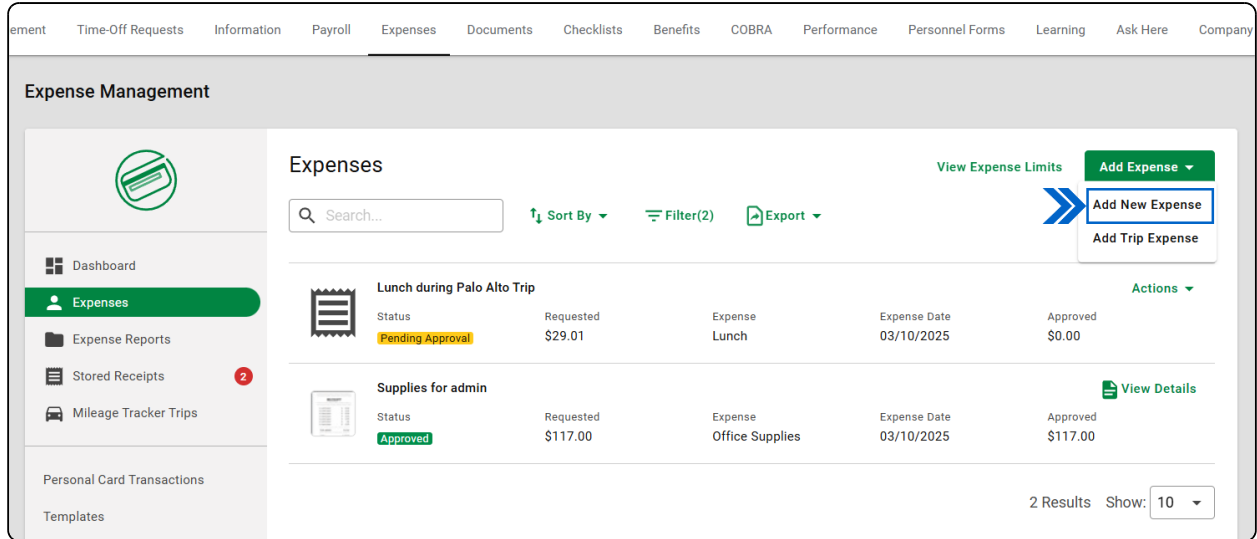 ement Time-Off Requests Information Payroll Expenses Documents Checklists Benefits COBRA Performance Personnel Forms Learning Ask Here Company
Expense Management
Expenses
View Expense Limits
Add Expense
Search...
Sort By
Filter(2)
Export
Add New Expense
Add Trip Expense
Dashboard
Expenses
Expense Reports
Stored Receipts 2
Mileage Tracker Trips
Personal Card Transactions
Templates
Lunch during Palo Alto Trip
Actions
Status Requested Expense Expense Date Approved
Pending Approval $29.01 Lunch 03/10/2025 $0.00
Supplies for admin
View Details
Status Requested Expense Expense Date Approved
Approved $117.00 Office Supplies 03/10/2025 $117.00
2 Results Show: 10